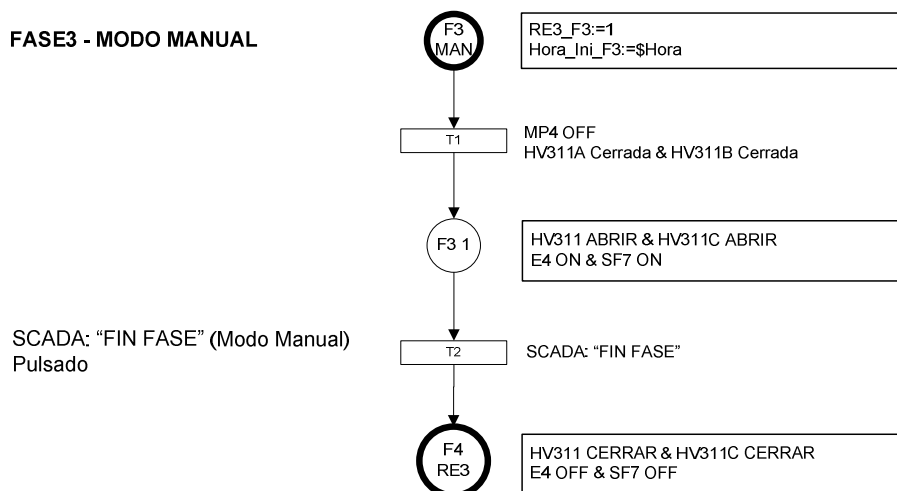 FASE3 - MODO MANUAL
F3
MAN
RE3_F3:=1
Hora_Ini_F3:=$Hora
T1
MP4 OFF
HV311A Cerrada & HV311B Cerrada
F3 1
HV311 ABRIR & HV311C ABRIR
E4 ON & SF7 ON
SCADA: “FIN FASE” (Modo Manual)
Pulsado
T2
SCADA: “FIN FASE”
F4
RE3
HV311 CERRAR & HV311C CERRAR
E4 OFF & SF7 OFF